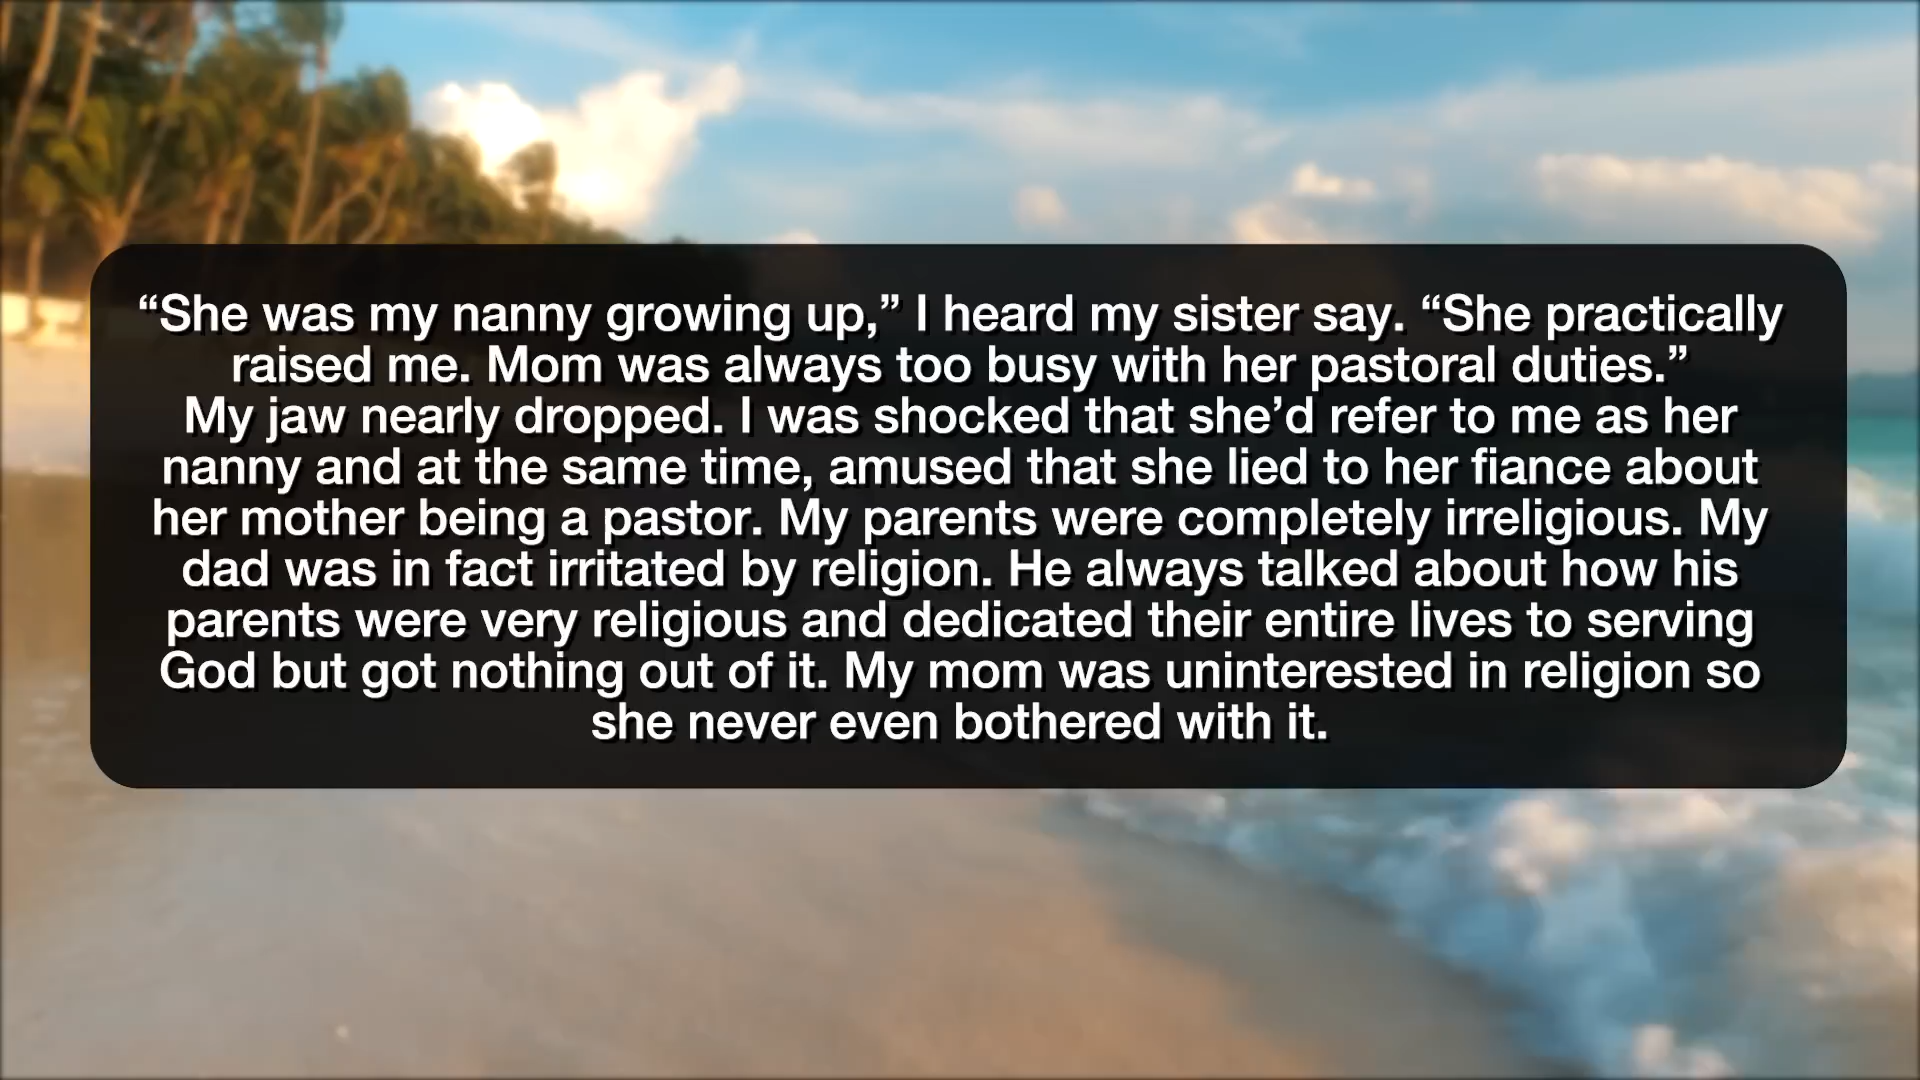 “She was my nanny growing up,” I heard my sister say. “She practically
raised me. Mom was always too busy with her pastoral duties.”
My jaw nearly dropped. I was shocked that she’d refer to me as her
nanny and at the same time, amused that she lied to her fiance about
her mother being a pastor. My parents were completely irreligious. My
dad was in fact irritated by religion. He always talked about how his
parents were very religious and dedicated their entire lives to serving
God but got nothing out of it. My mom was uninterested in religion so
she never even bothered with it.